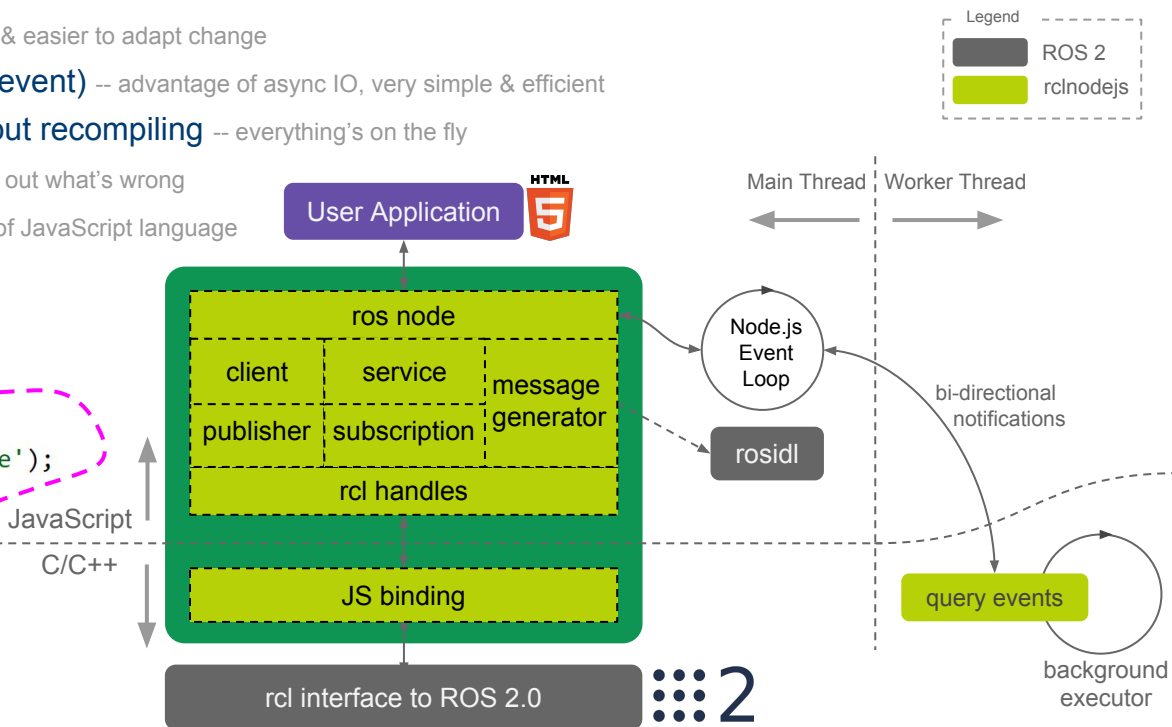 & easier to adapt change
event) -- advantage of async IO, very simple & efficient
out recompiling -- everything's on the fly
out what's wrong
of JavaScript language
Legend
ROS 2
rclnodejs
Main Thread
Worker Thread
HTML
5
User Application
ros node
client
service
message
generator
publisher
subscription
rcl handles
Node.js
Event
Loop
rosidl
bi-directional
notifications
e');
JavaScript
C/C++
JS binding
query events
background
executor
rcl interface to ROS 2.0
2